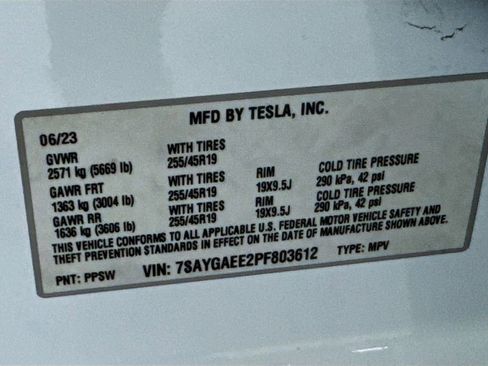 MFD BY TESLA, INC.
06/23
GVWR WITH TIRES
2571 kg (5669 lb) 255/45R19
GAWR FRT WITH TIRES RIM COLD TIRE PRESSURE
1363 kg (3004 lb) 255/45R19 19X9.5J 290 kPa, 42 psi
GAWR RR WITH TIRES RIM COLD TIRE PRESSURE
1636 kg (3606 lb) 255/45R19 19X9.5J 290 kPa, 42 psi
THIS VEHICLE CONFORMS TO ALL APPLICABLE U.S. FEDERAL MOTOR VEHICLE SAFETY AND
THEFT PREVENTION STANDARDS IN EFFECT ON THE DATE OF MANUFACTURE SHOWN ABOVE.
PNT: PPSW VIN: 7SAYGAEE2PF803612 TYPE: MPV